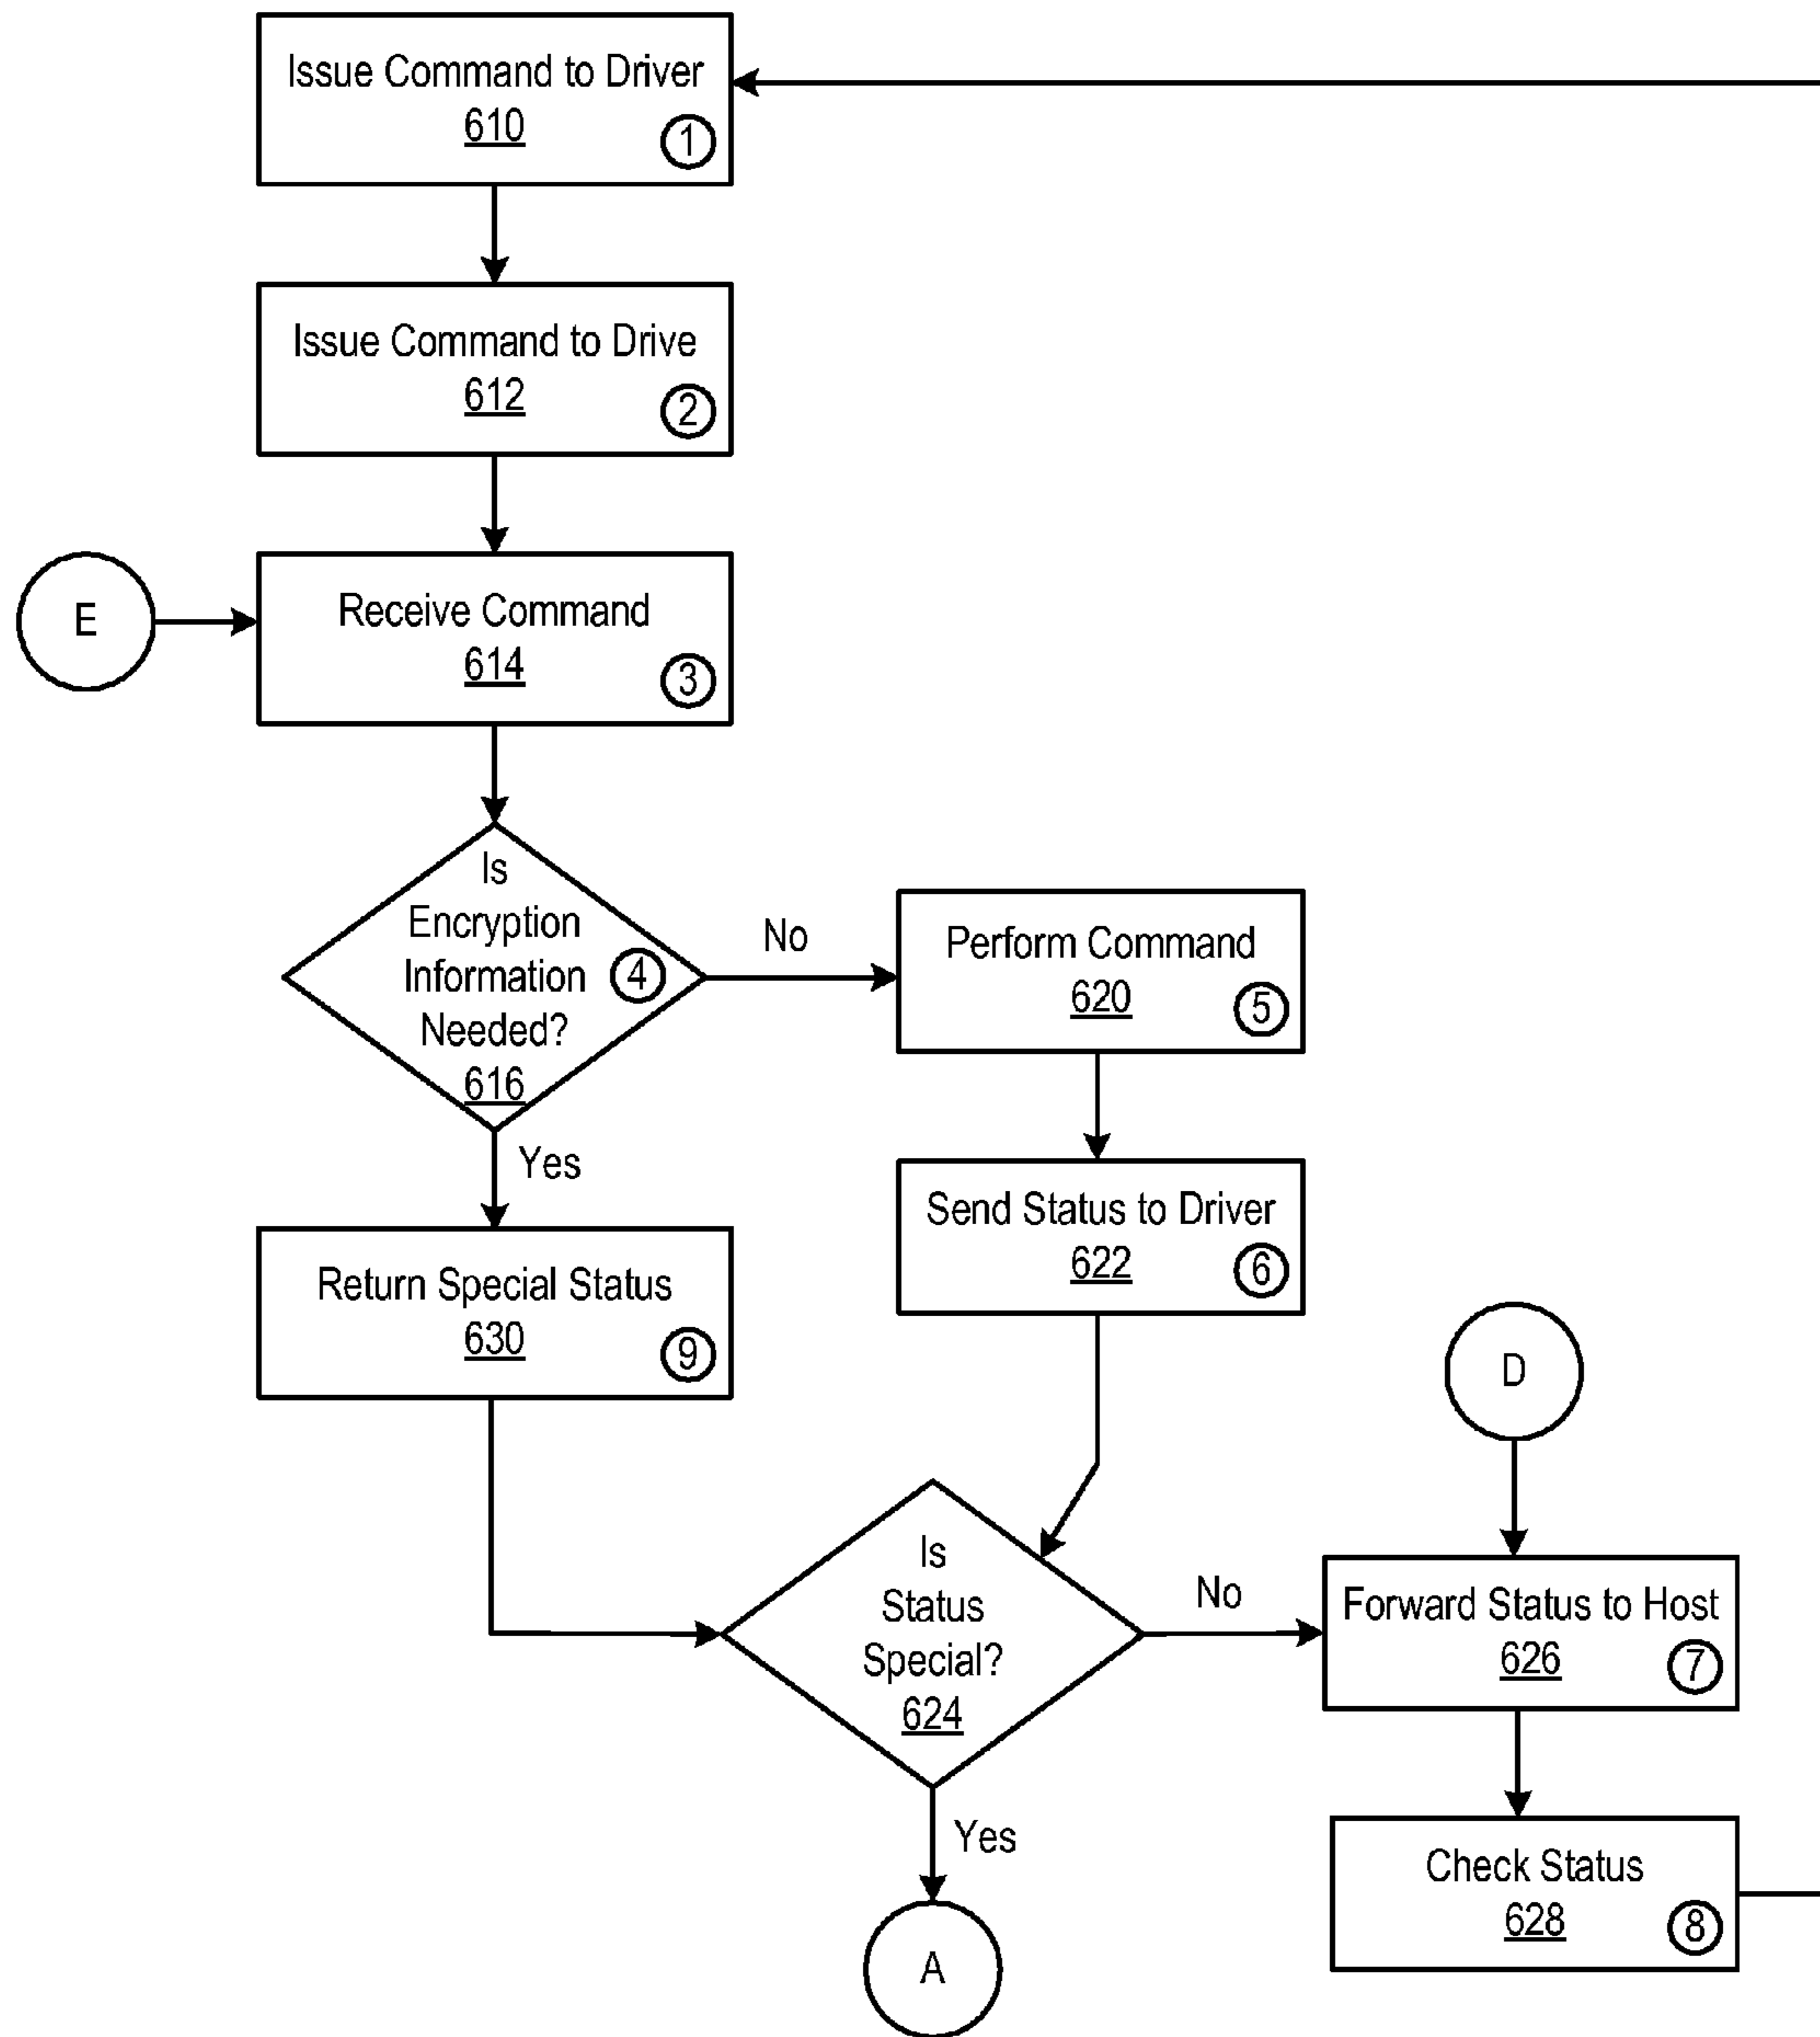 Issue Command to Driver
610
1
Issue Command to Drive
612
2
E
Receive Command
614
3
Is
Encryption
Information
Needed?
616
4
No
Perform Command
620
5
Yes
Send Status to Driver
622
6
Return Special Status
630
9
D
Is
Status
Special?
624
No
Forward Status to Host
626
7
Yes
Check Status
628
8
A